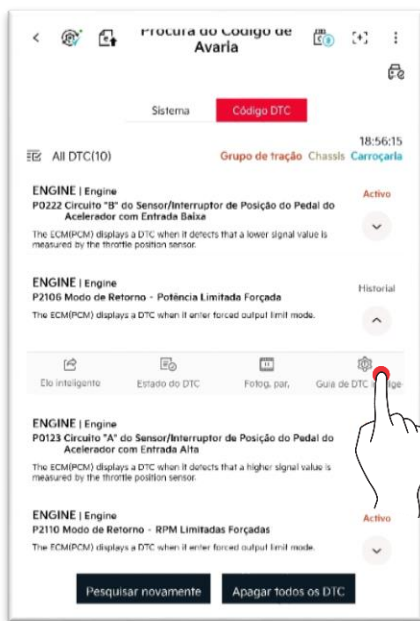 Procura do Código de
Avaria
Sistema
Código DTC
18:56:15
All DTC(10)
Grupo de tração Chassis Carroçaria
ENGINE | Engine
P0222 Circuito "B" do Sensor/Interruptor de Posição do Pedal do
Acelerador com Entrada Baixa
Activo
The ECM(PCM) displays a DTC when it detects that a lower signal value is
measured by the throttle position sensor.
ENGINE | Engine
P2106 Modo de Retorno - Potência Limitada Forçada
Historial
The ECM(PCM) displays a DTC when it enter forced output limit mode.
Elo inteligente
Estado do DTC
Fotog. par.
Guia de DTC
ENGINE | Engine
P0123 Circuito "A" do Sensor/Interruptor de Posição do Pedal do
Acelerador com Entrada Alta
The ECM(PCM) displays a DTC when it detects that a higher signal value is
measured by the throttle position sensor.
ENGINE | Engine
P2110 Modo de Retorno - RPM Limitadas Forçadas
Activo
The ECM(PCM) displays a DTC when it enter forced output limit mode.
Pesquisar novamente
Apagar todos os DTC